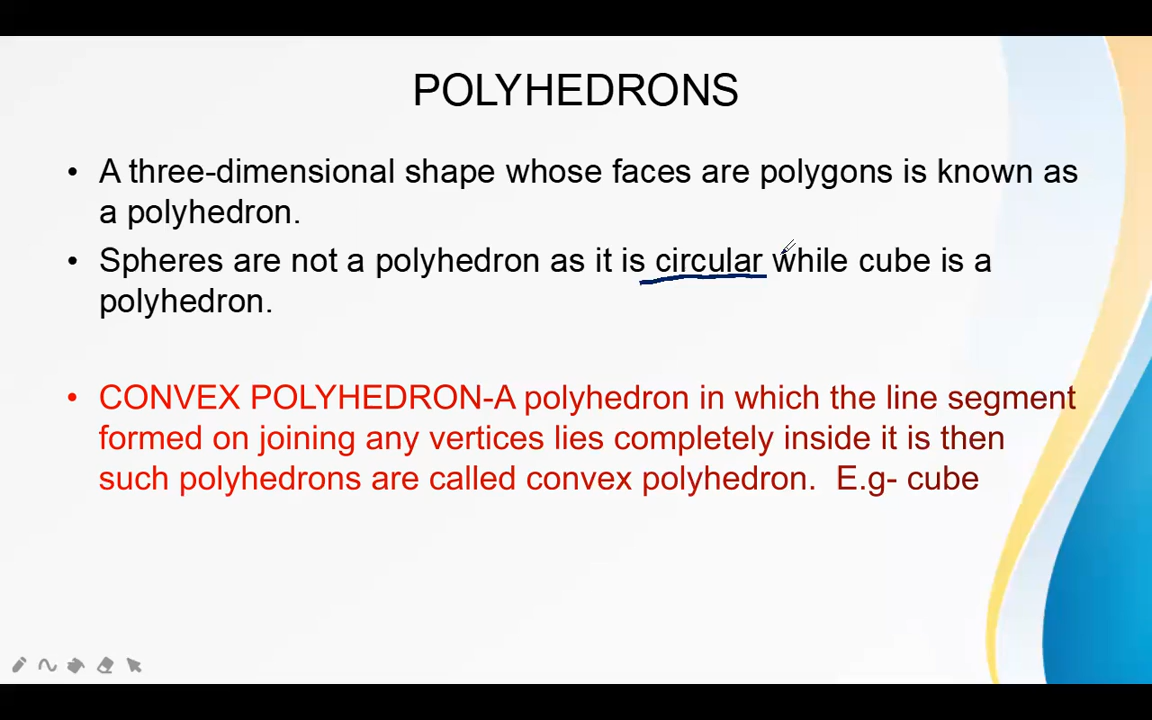 POLYHEDRONS
• A three-dimensional shape whose faces are polygons is known as
a polyhedron.
• Spheres are not a polyhedron as it is circular while cube is a
polyhedron.
• CONVEX POLYHEDRON-A polyhedron in which the line segment
formed on joining any vertices lies completely inside it is then
such polyhedrons are called convex polyhedron. E.g- cube